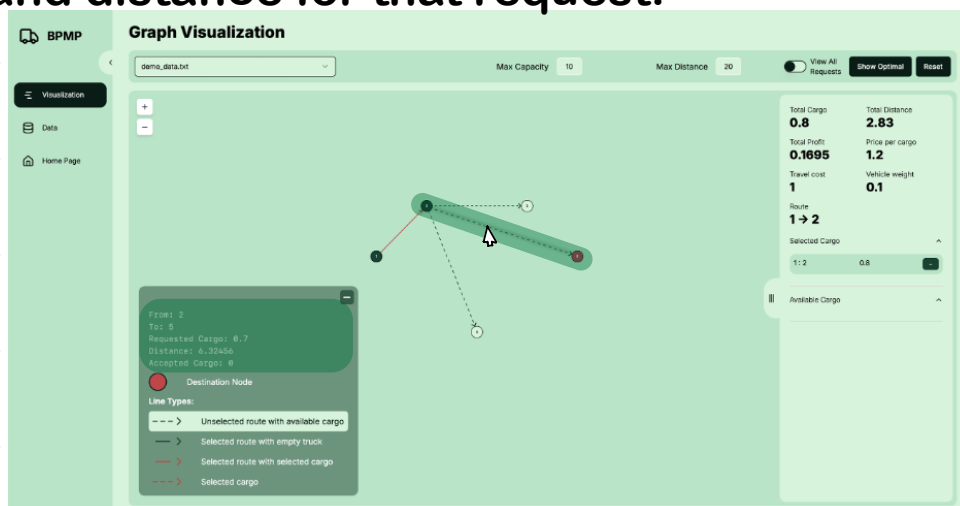 and distance for that request.
BPMP
Graph Visualization
demo_data.txt
Max Capacity 10
Max Distance 20
View All Requests
Show Optimal
Reset
Visualization
Data
Home Page
+
−
Total Cargo
0.8
Total Distance
2.83
Total Profit
0.1695
Price per cargo
1.2
Travel cost
1
Vehicle weight
0.1
Route
1 → 2
Selected Cargo
1 : 2 0.8
Available Cargo
From: 2
To: 5
Requested Cargo: 0.7
Distance: 6.32456
Accepted Cargo: 0
Destination Node
Line Types:
Unselected route with available cargo
Selected route with empty truck
Selected route with selected cargo
Selected cargo